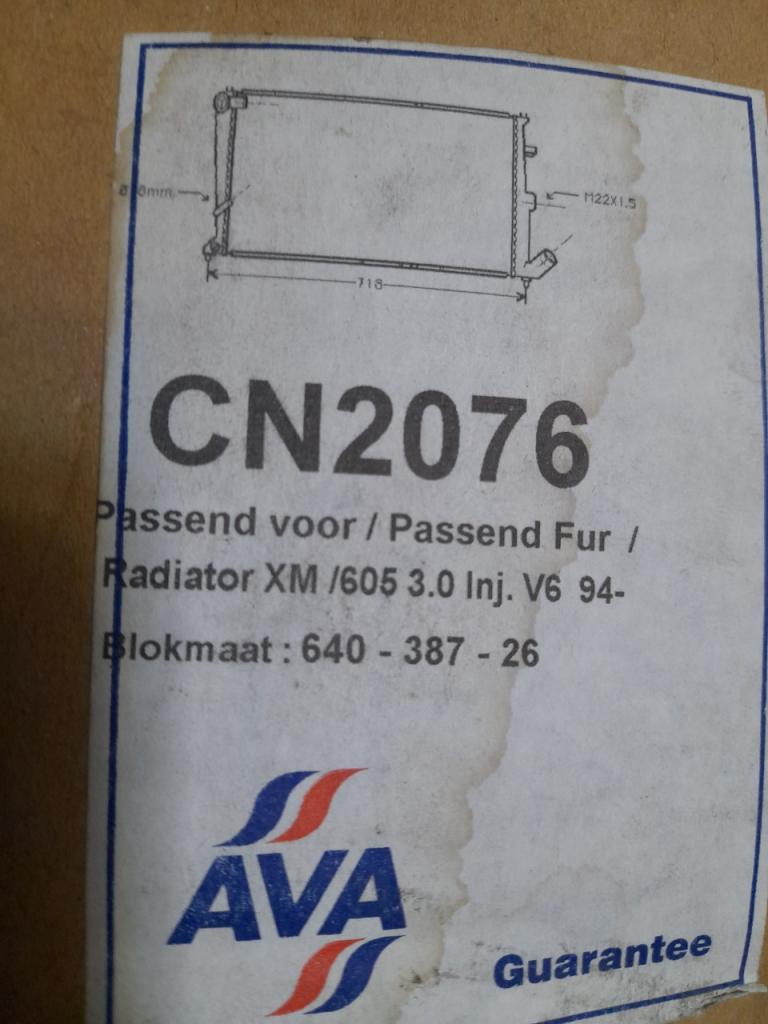 M22X1.5
718
CN2076
Passend voor / Passend Fur /
Radiator XM /605 3.0 Inj. V6 94-
Blokmaat : 640 - 387 - 26
AVA
Guarantee